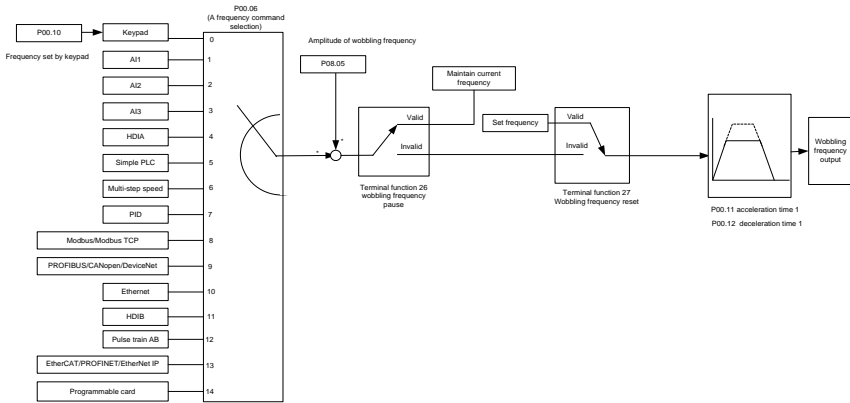 P00.06
(A frequency command
selection)
P00.10
Keypad
0
Frequency set by keypad
AI1
1
AI2
2
AI3
3
HDIA
4
Simple PLC
5
Multi-step speed
6
PID
7
Modbus/Modbus TCP
8
PROFIBUS/CANopen/DeviceNet
9
Ethernet
10
HDIB
11
Pulse train AB
12
EtherCAT/PROFINET/EtherNet IP
13
Programmable card
14
Amplitude of wobbling frequency
P08.05
+
+
Valid
Invalid
Terminal function 26
wobbling frequency
pause
Maintain current
frequency
Set frequency
Valid
Invalid
Terminal function 27
Wobbling frequency reset
P00.11 acceleration time 1
P00.12 deceleration time 1
Wobbling
frequency
output